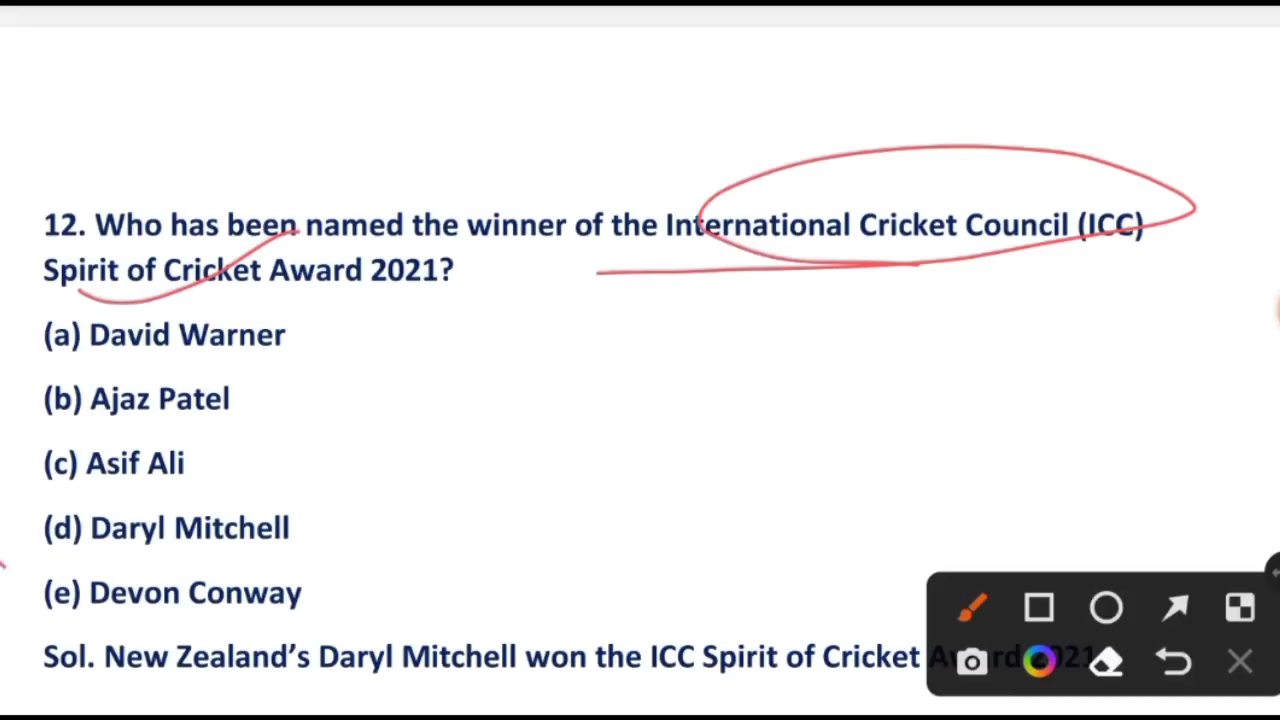 12. Who has been named the winner of the International Cricket Council (ICC)
Spirit of Cricket Award 2021?
(a) David Warner
(b) Ajaz Patel
(c) Asif Ali
(d) Daryl Mitchell
(e) Devon Conway
Sol. New Zealand’s Daryl Mitchell won the ICC Spirit of Cricket Award 2021